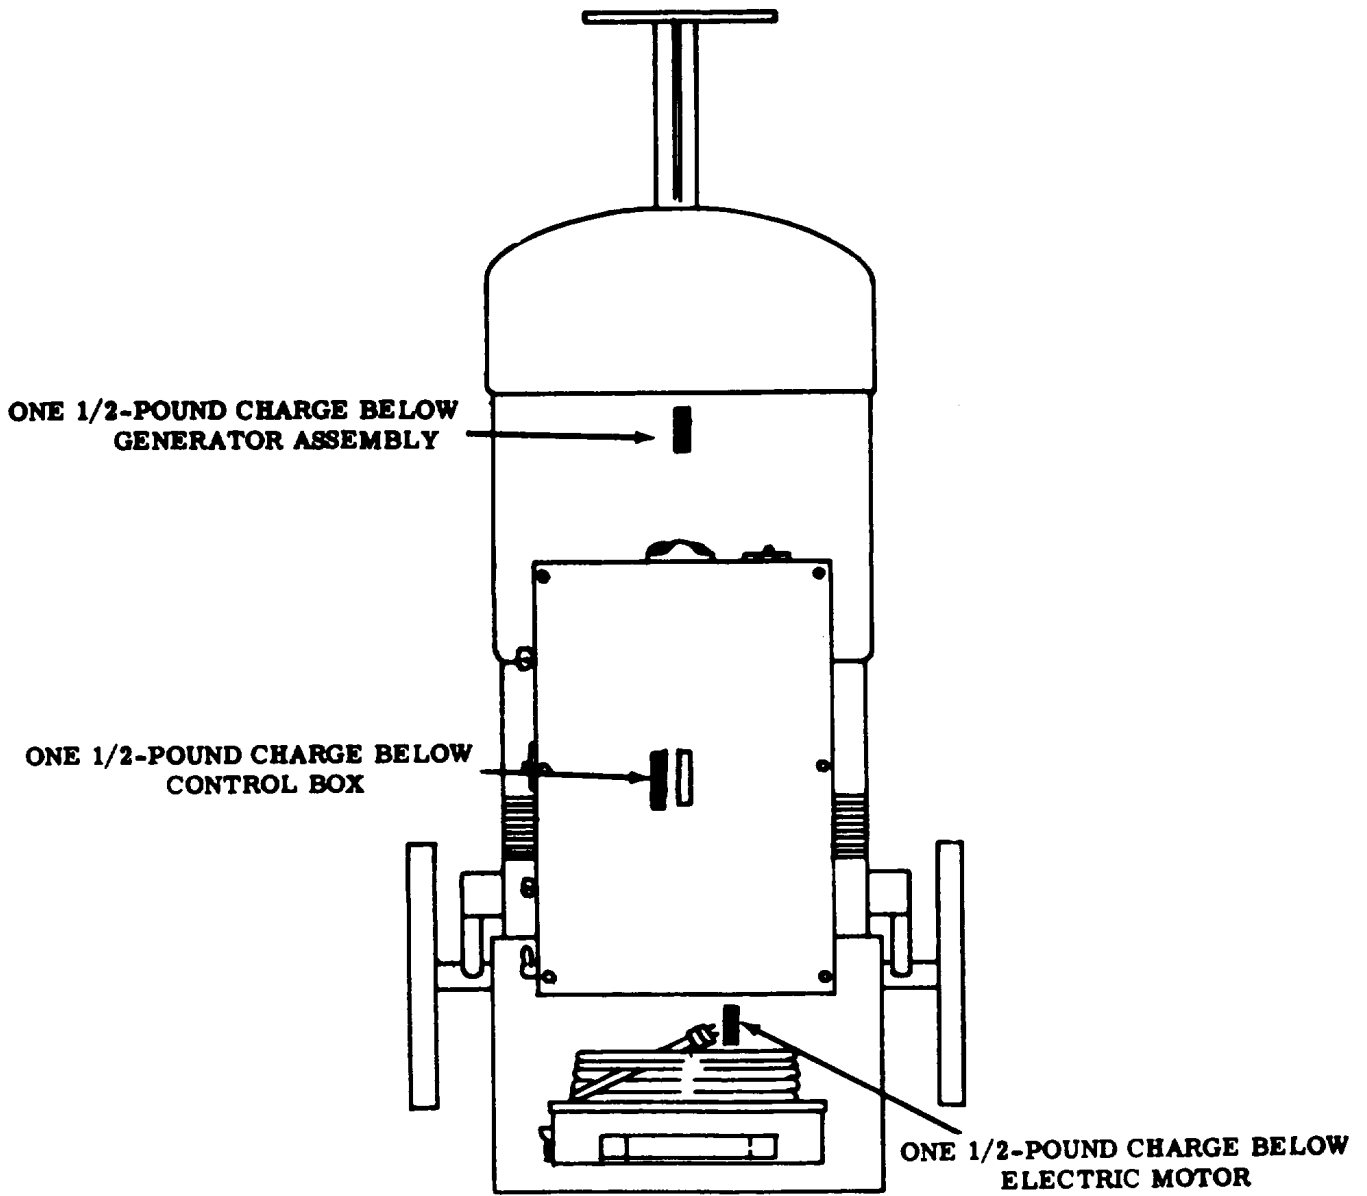 ONE 1/2-POUND CHARGE BELOW
GENERATOR ASSEMBLY
ONE 1/2-POUND CHARGE BELOW
CONTROL BOX
ONE 1/2-POUND CHARGE BELOW
ELECTRIC MOTOR